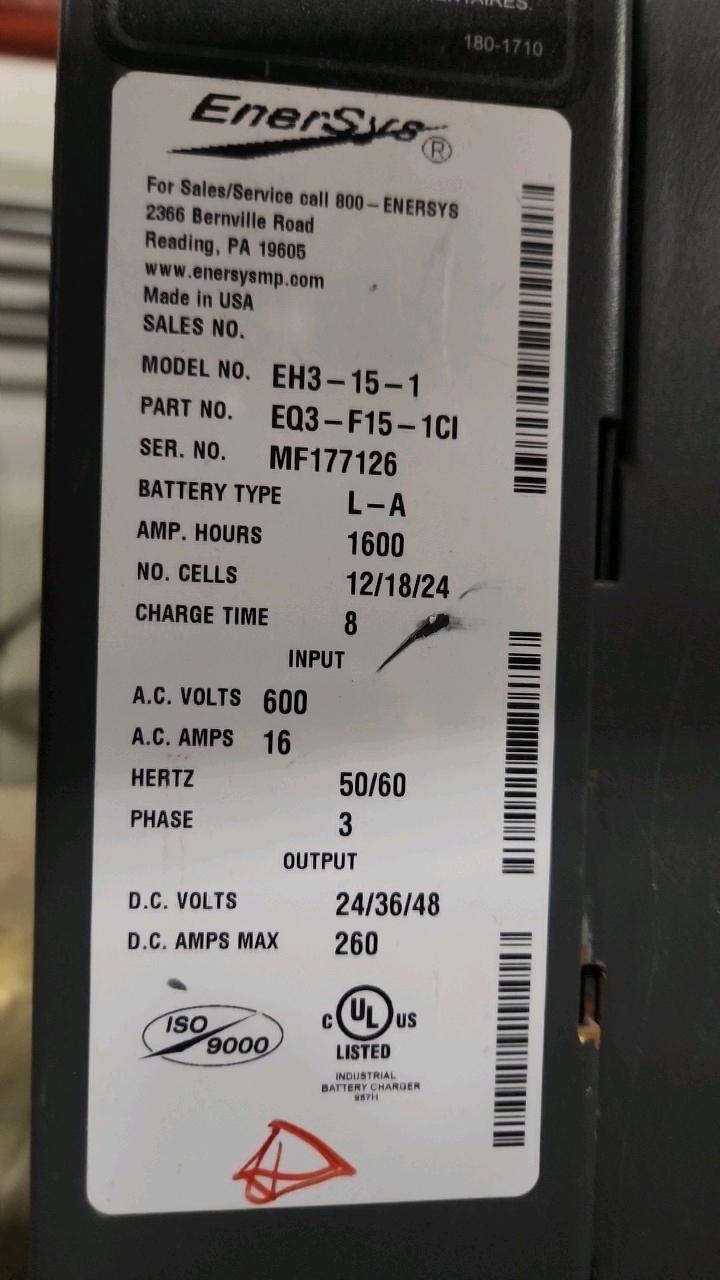 180-1710
EnerSys®
For Sales/Service call 800-ENERSYS
2366 Bernville Road
Reading, PA 19605
www.enersysmp.com
Made in USA
SALES NO.
MODEL NO. EH3-15-1
PART NO. EQ3-F15-1CI
SER. NO. MF177126
BATTERY TYPE L-A
AMP. HOURS 1600
NO. CELLS 12/18/24
CHARGE TIME 8
INPUT
A.C. VOLTS 600
A.C. AMPS 16
HERTZ 50/60
PHASE 3
OUTPUT
D.C. VOLTS 24/36/48
D.C. AMPS MAX 260
ISO 9000
C UL US
LISTED
INDUSTRIAL
BATTERY CHARGER
987H